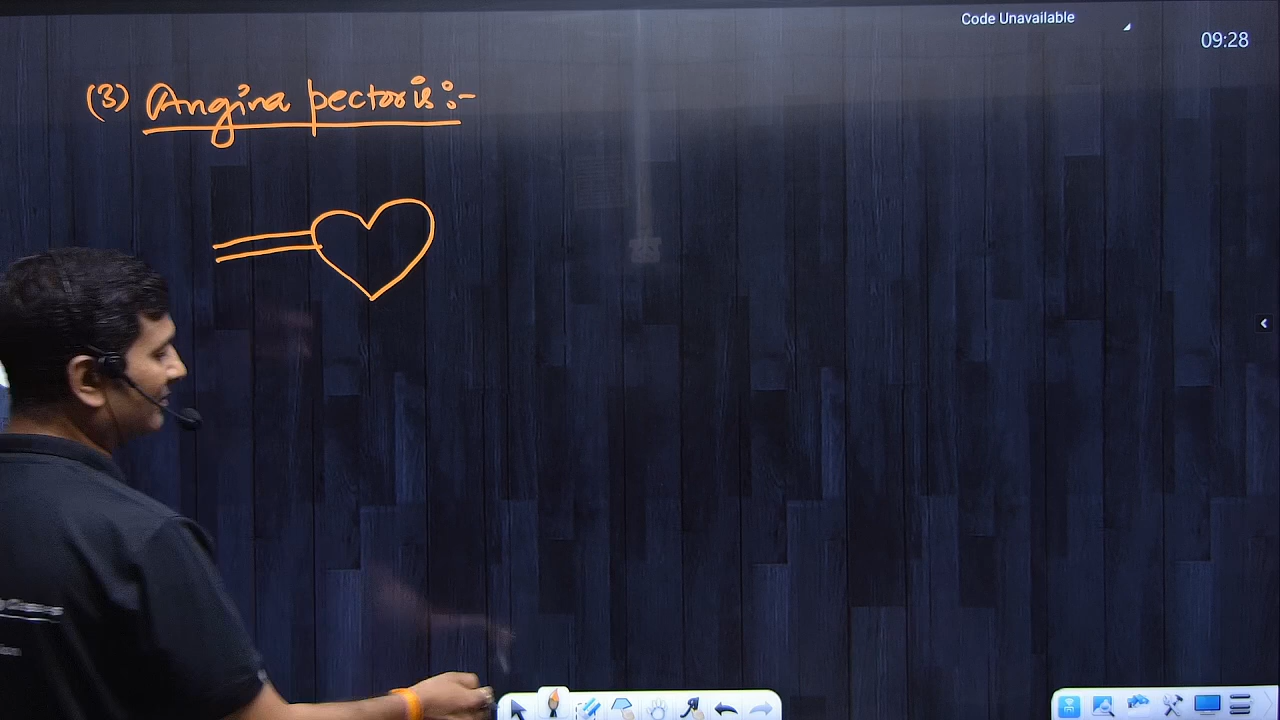 Code Unavailable
09:28
(3) Angina pectoris :-